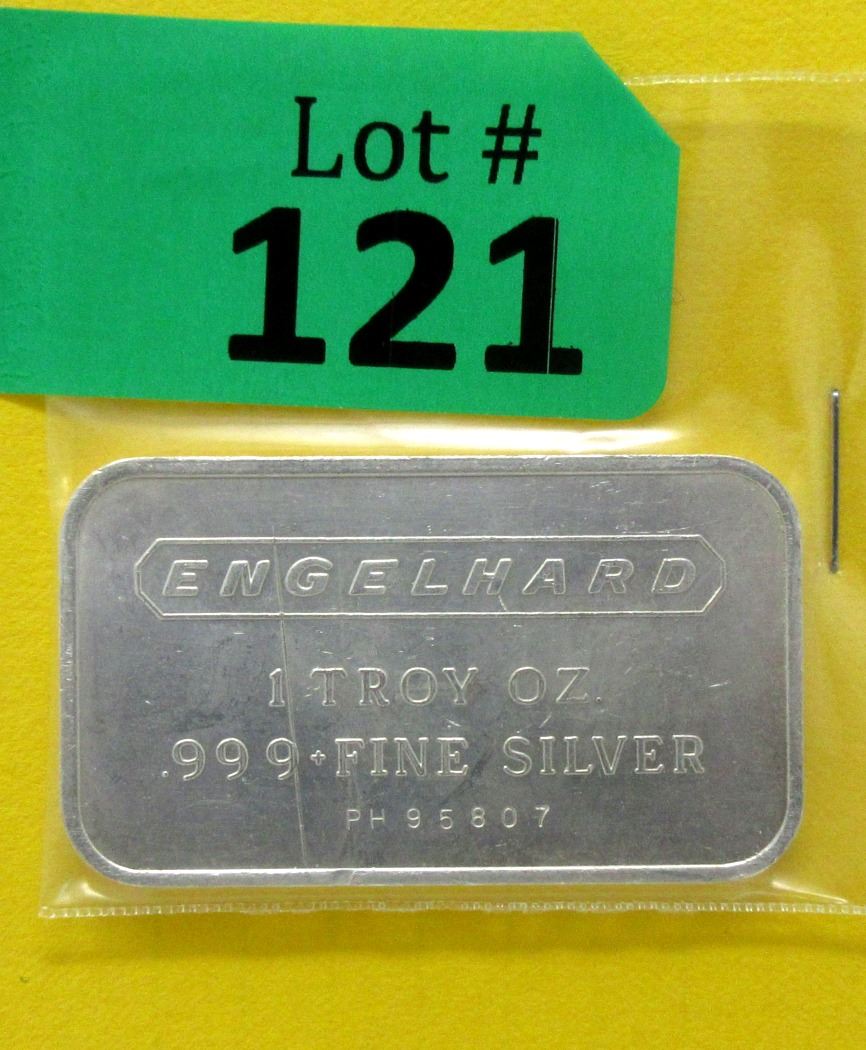 Lot #
121
ENGELHARD
1 TROY OZ.
.999+ FINE SILVER
PH 95807